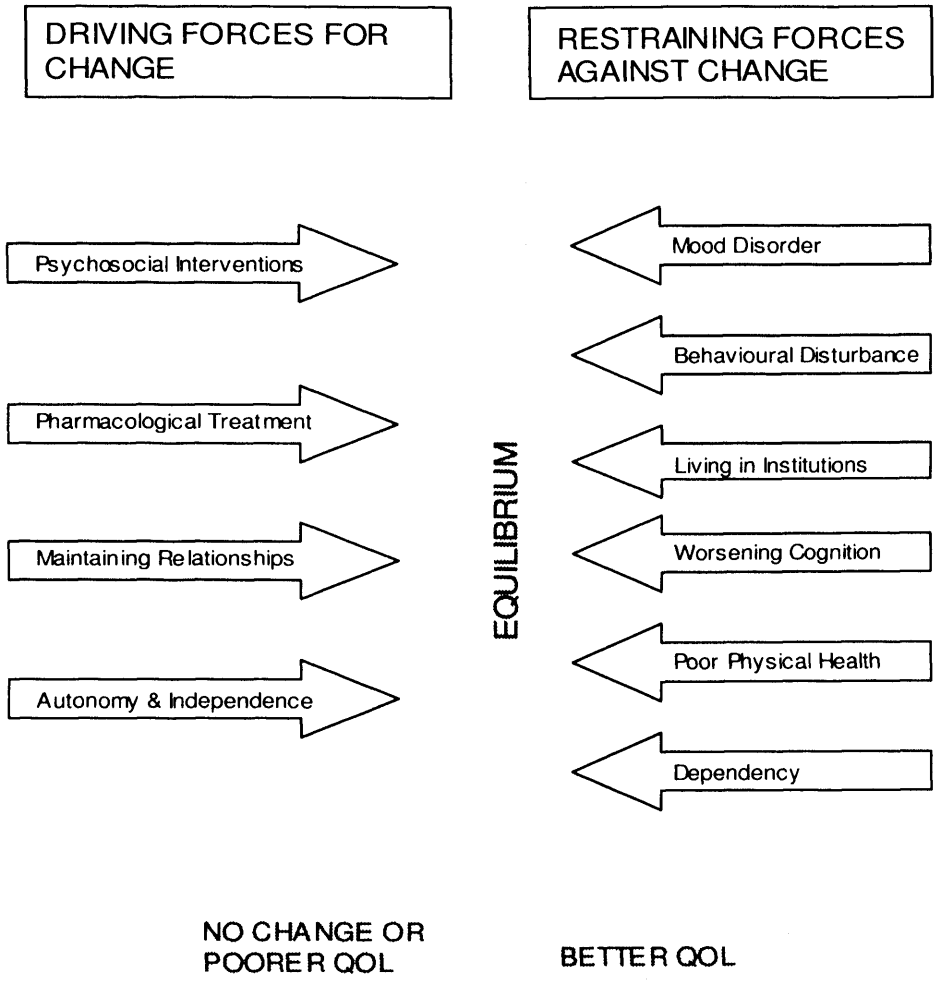 DRIVING FORCES FOR
CHANGE
RESTRAINING FORCES
AGAINST CHANGE
Psychosocial Interventions
Pharmacological Treatment
Maintaining Relationships
Autonomy & Independence
EQUILIBRIUM
Mood Disorder
Behavioural Disturbance
Living in Institutions
Worsening Cognition
Poor Physical Health
Dependency
NO CHANGE OR
POORER QOL
BETTER QOL